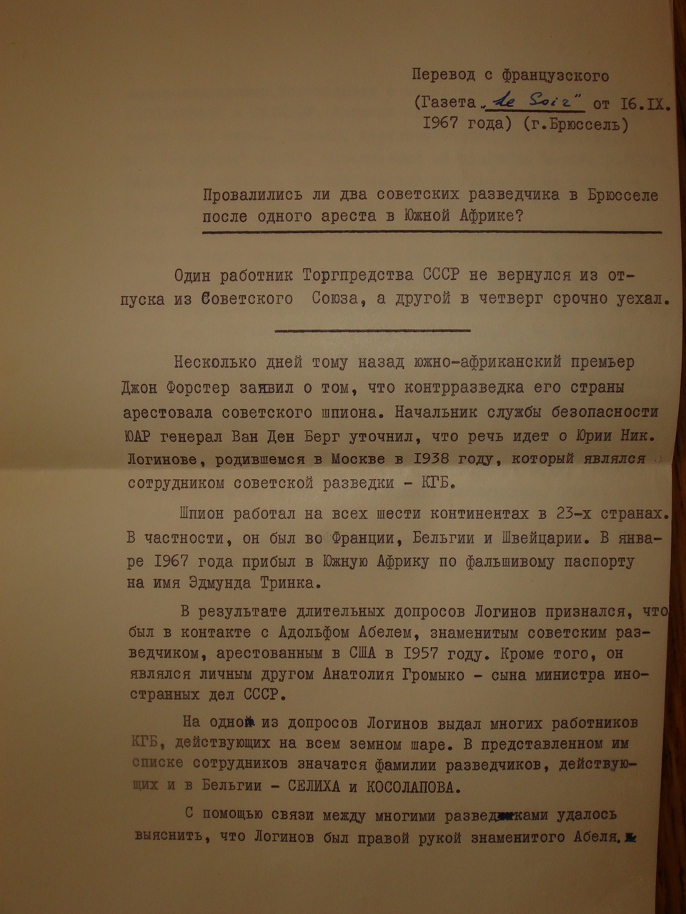 Перевод с французского
(Газета „Le Soir" от 16.IX.
1967 года) (г.Брюссель)
Провалились ли два советских разведчика в Брюсселе
после одного ареста в Южной Африке?
Один работник Торгпредства СССР не вернулся из от-
пуска из Советского Союза, а другой в четверг срочно уехал.
Несколько дней тому назад южно-африканский премьер
Джон Форстер заявил о том, что контрразведка его страны
арестовала советского шпиона. Начальник службы безопасности
ЮАР генерал Ван Ден Берг уточнил, что речь идет о Юрии Ник.
Логинове, родившемся в Москве в 1938 году, который являлся
сотрудником советской разведки - КГБ.
Шпион работал на всех шести континентах в 23-х странах.
В частности, он был во Франции, Бельгии и Швейцарии. В янва-
ре 1967 года прибыл в Южную Африку по фальшивому паспорту
на имя Эдмунда Тринка.
В результате длительных допросов Логинов признался, что
был в контакте с Адольфом Абелем, знаменитым советским раз-
ведчиком, арестованным в США в 1957 году. Кроме того, он
являлся личным другом Анатолия Громыко - сына министра ино-
странных дел СССР.
На одном из допросов Логинов выдал многих работников
КГБ, действующих на всем земном шаре. В представленном им
списке сотрудников значатся фамилии разведчиков, действую-
щих и в Бельгии - СЕЛИХА и КОСОЛАПОВА.
С помощью связи между многими разведчиками удалось
выяснить, что Логинов был правой рукой знаменитого Абеля.